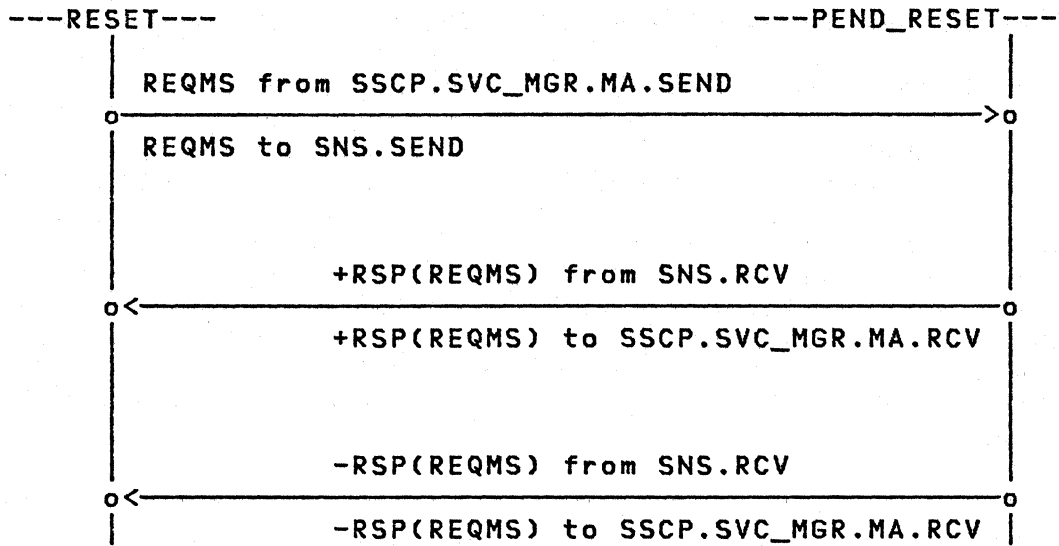 ---RESET--- ---PEND_RESET---
REQMS from SSCP.SVC_MGR.MA.SEND
REQMS to SNS.SEND
+RSP(REQMS) from SNS.RCV
+RSP(REQMS) to SSCP.SVC_MGR.MA.RCV
-RSP(REQMS) from SNS.RCV
-RSP(REQMS) to SSCP.SVC_MGR.MA.RCV